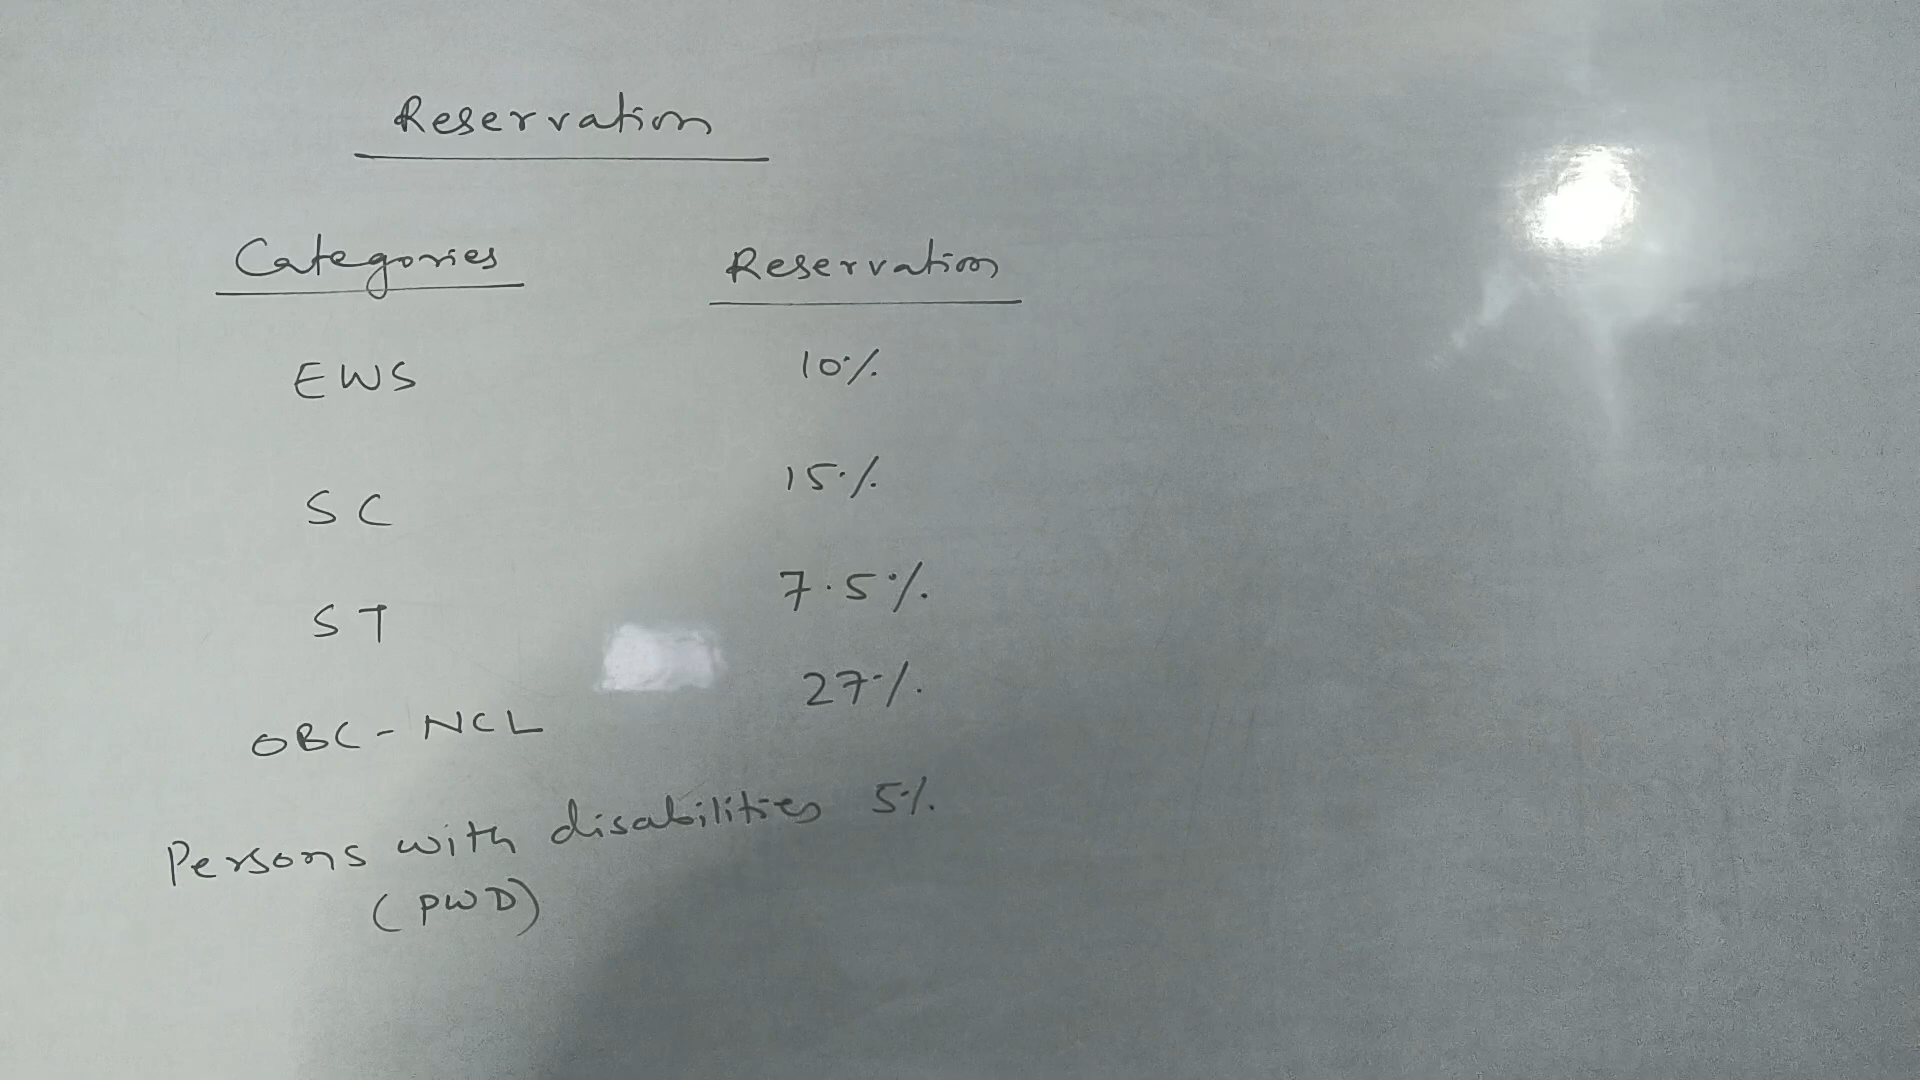 Reservation
Categories Reservation
EWS 10%
SC 15%
ST 7.5%
OBC-NCL 27%
Persons with disabilities 5%
(PWD)